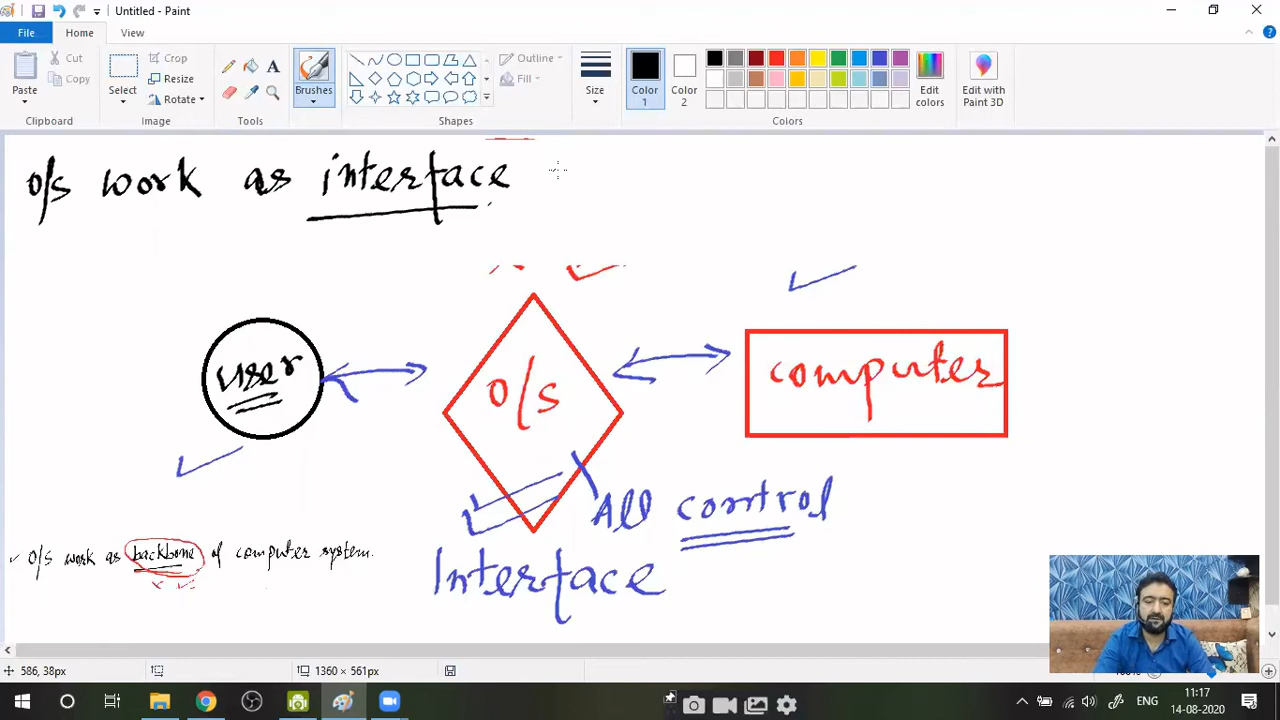 Untitled - Paint
File Home View
Paste Cut Copy Clipboard
Select Crop Resize Rotate Image
Tools
Brushes
Shapes Outline Fill
Size
Color 1 Color 2 Edit colors Edit with Paint 3D Colors
o/s work as interface
user
o/s
computer
All control
Interface
o/s work as backbone of computer system.
586, 38px 1360 × 561px 100%
ENG 11:17 14-08-2020